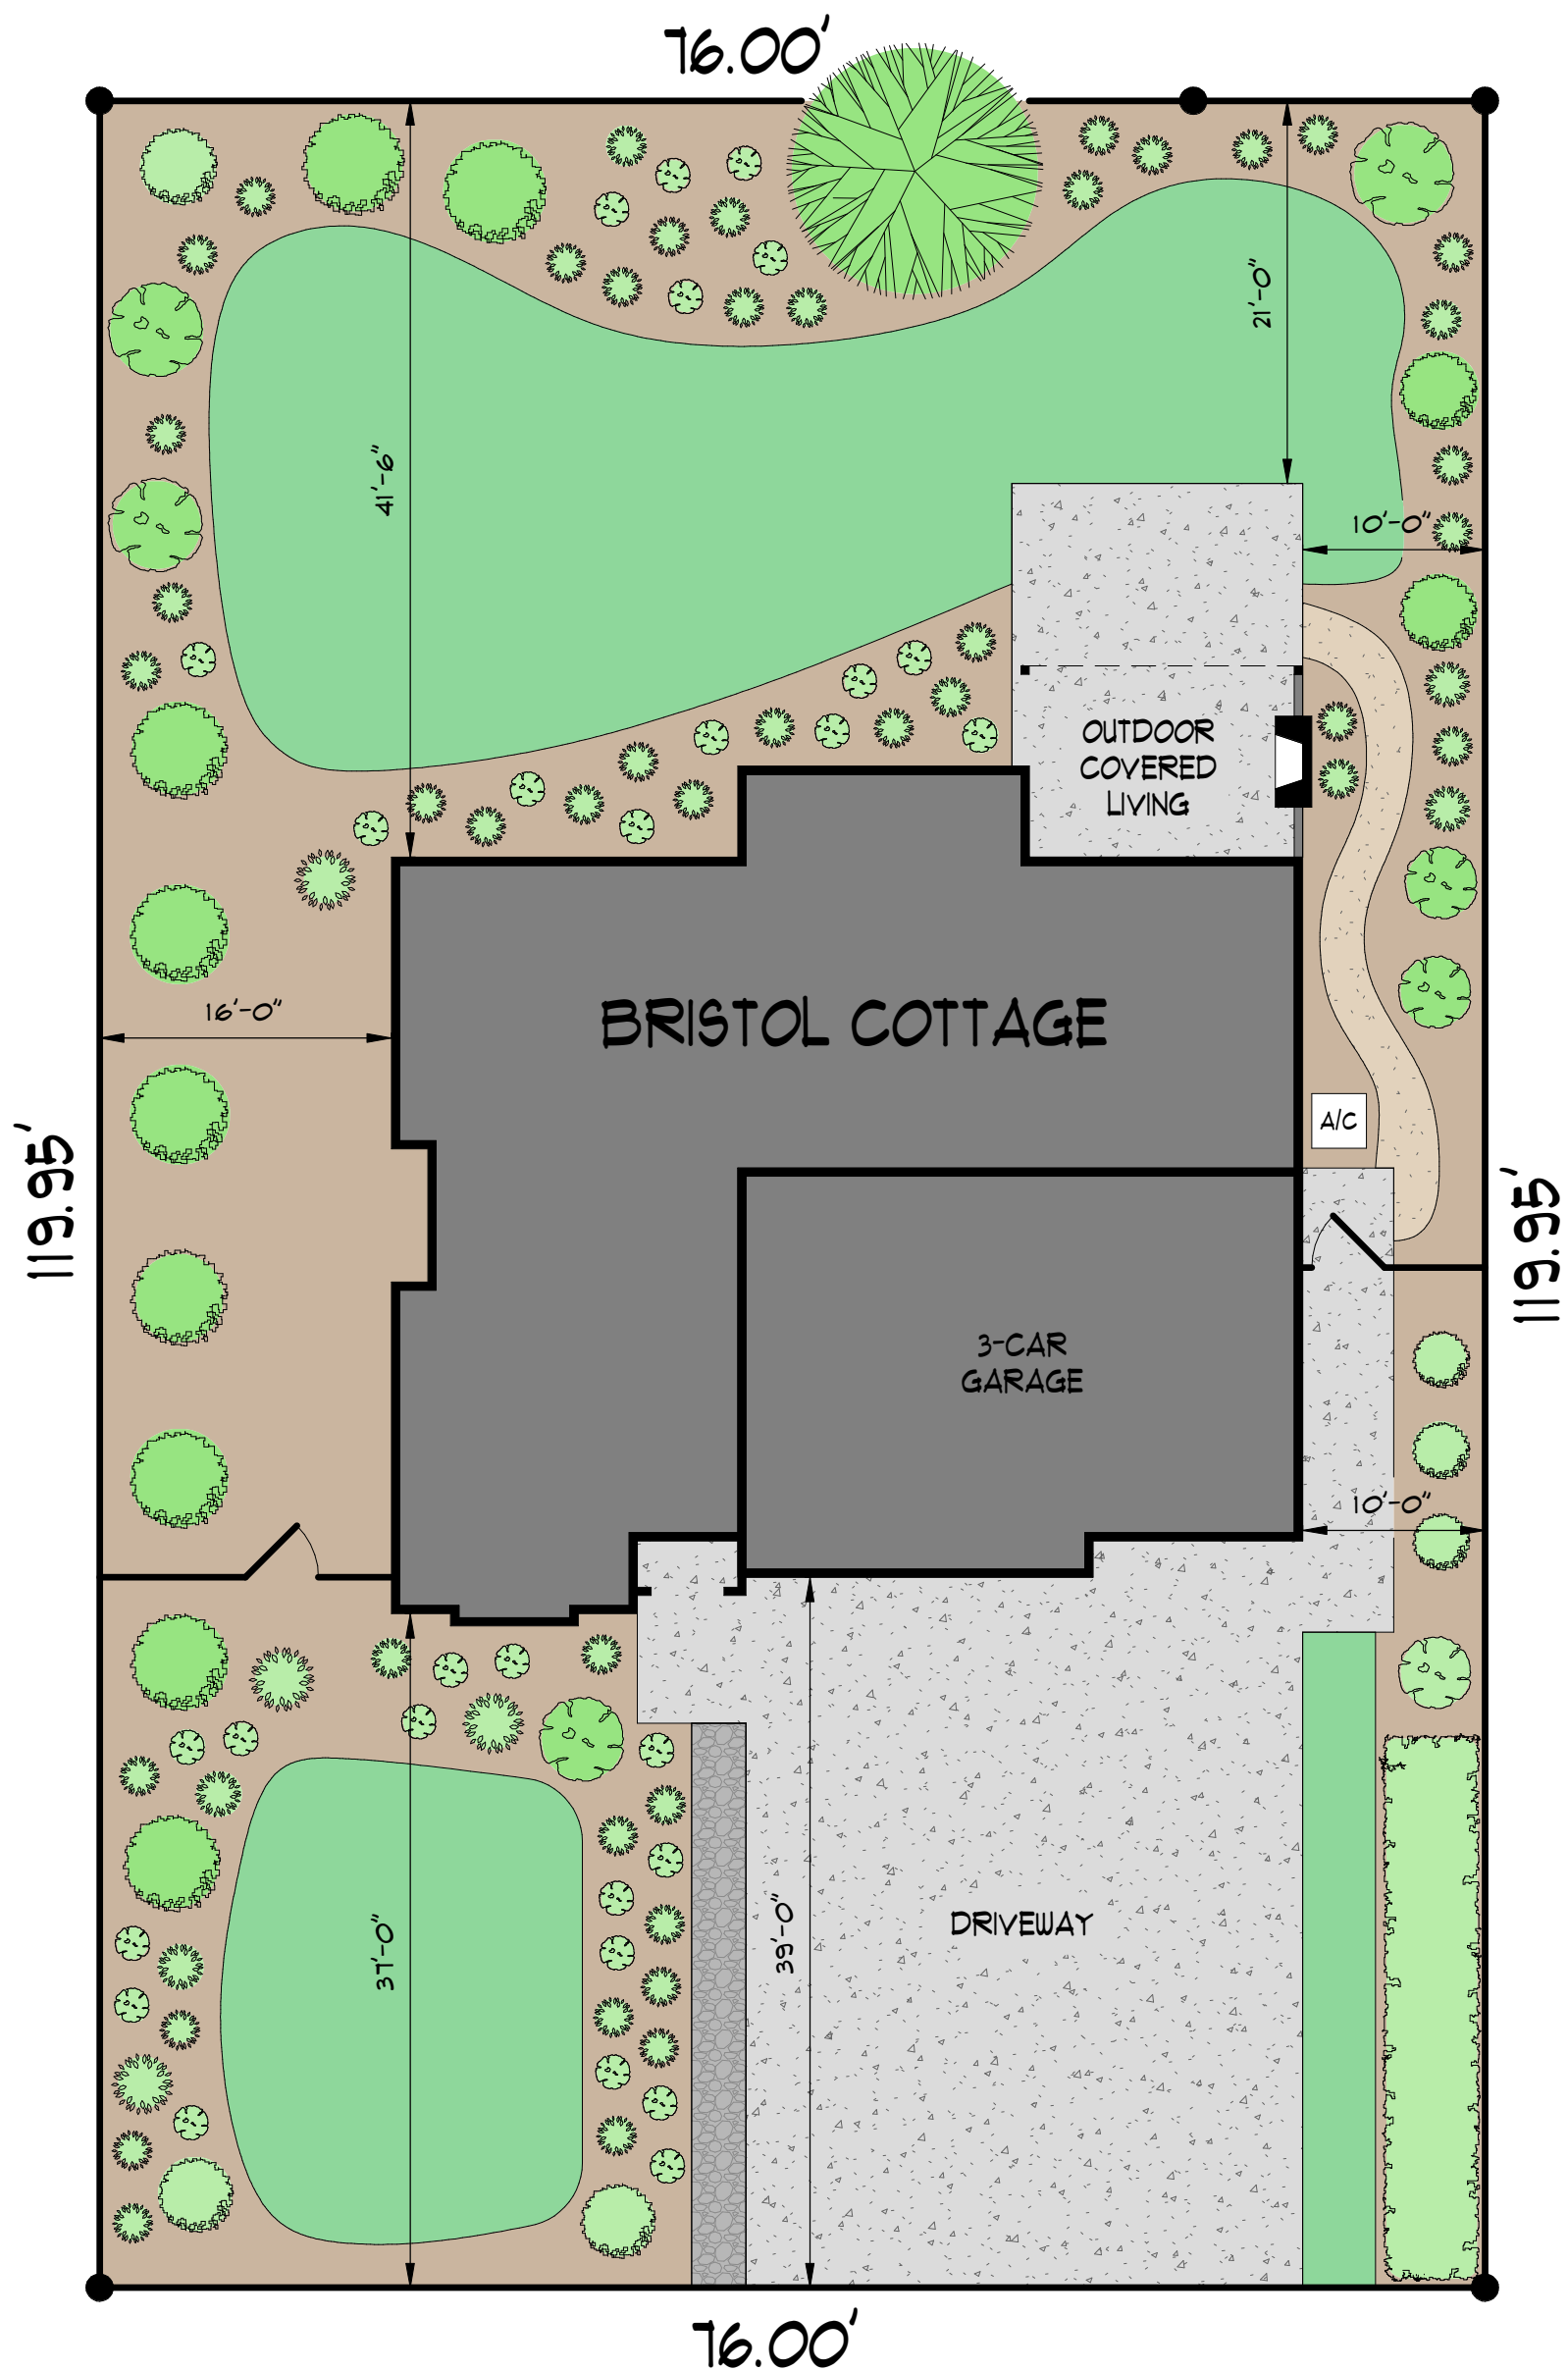 76.00'
21'-0"
41'-6"
10'-0"
OUTDOOR
COVERED
LIVING
16'-0"
BRISTOL COTTAGE
A/C
119.95'
119.95'
3-CAR
GARAGE
10'-0"
37'-0"
39'-0"
DRIVEWAY
76.00'